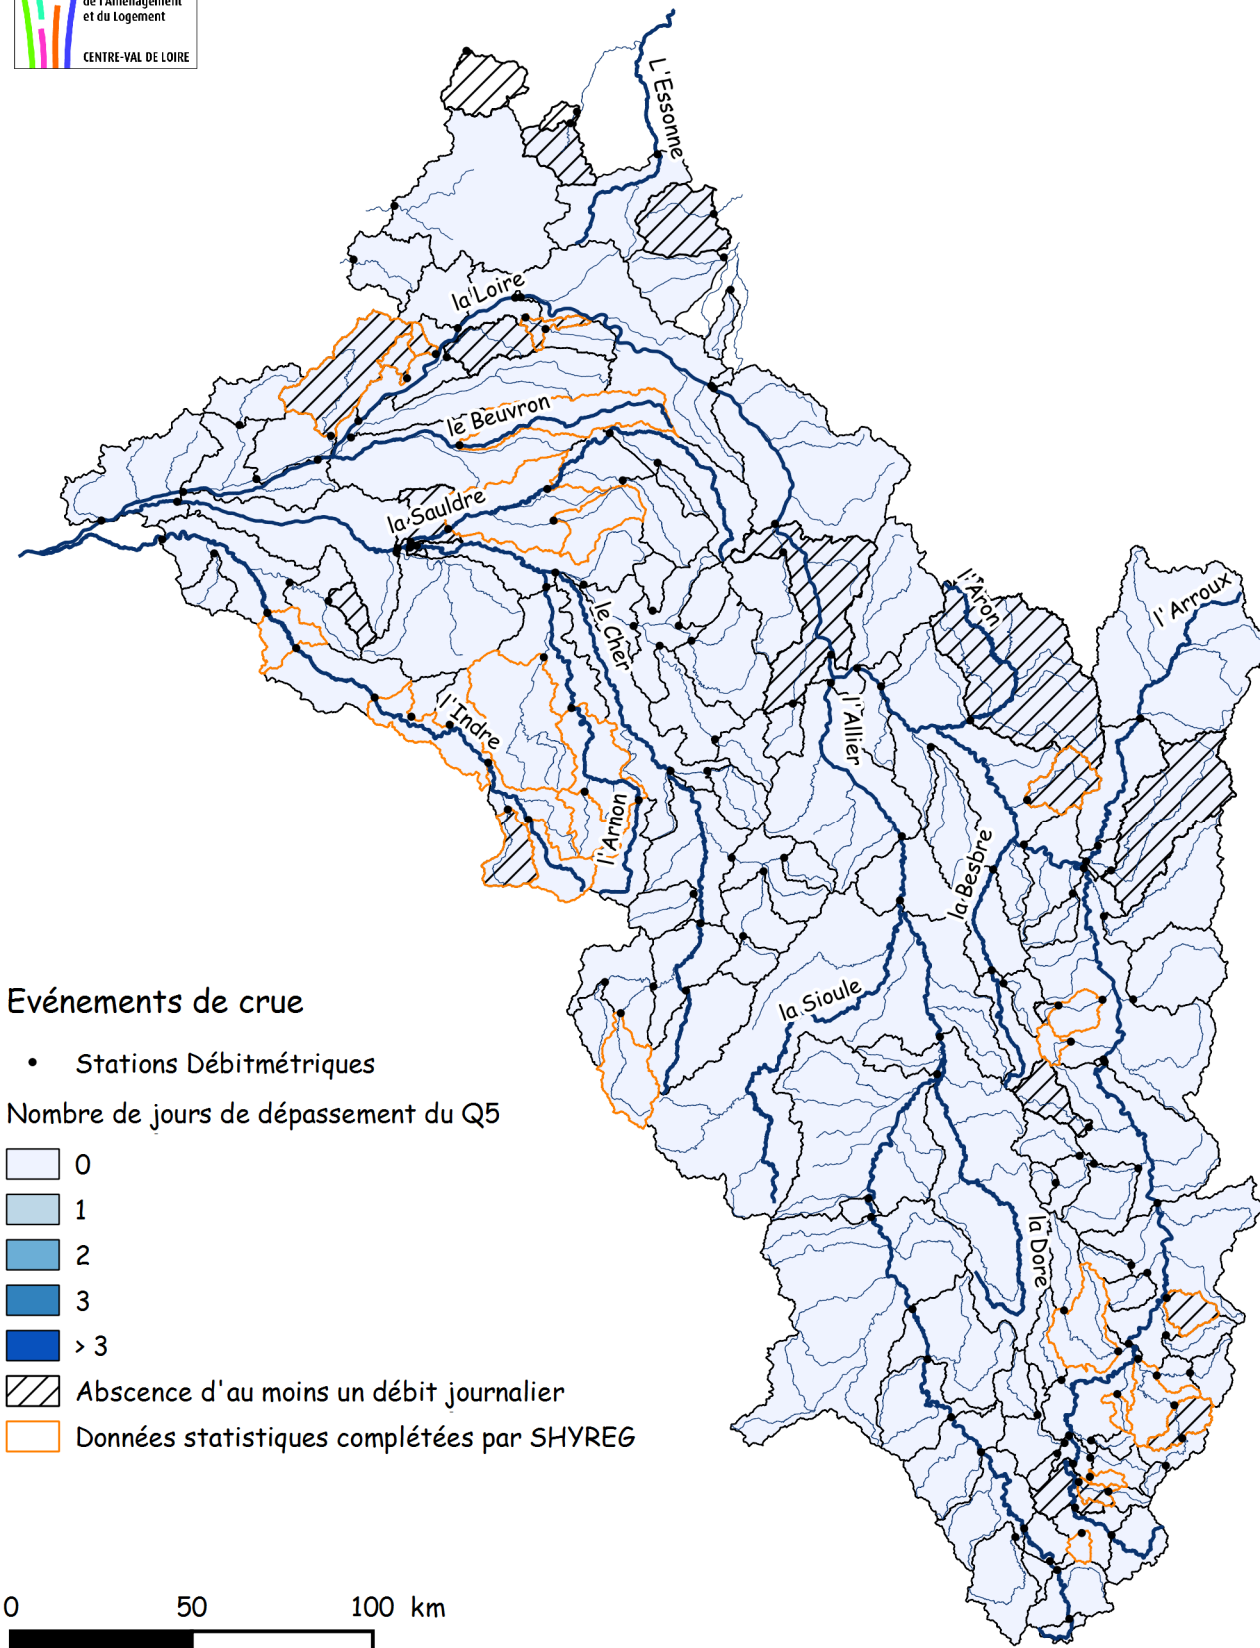 de l'Aménagement
et du Logement
CENTRE-VAL DE LOIRE
L'Essonne
la Loire
le Beuvron
la Sauldre
le Cher
l'Aron
l' Arroux
l'Indre
l'Allier
l'Arnon
la Besbre
la Sioule
la Dore
Evénements de crue
Stations Débitmétriques
Nombre de jours de dépassement du Q5
0
1
2
3
> 3
Abscence d'au moins un débit journalier
Données statistiques complétées par SHYREG
0 50 100 km